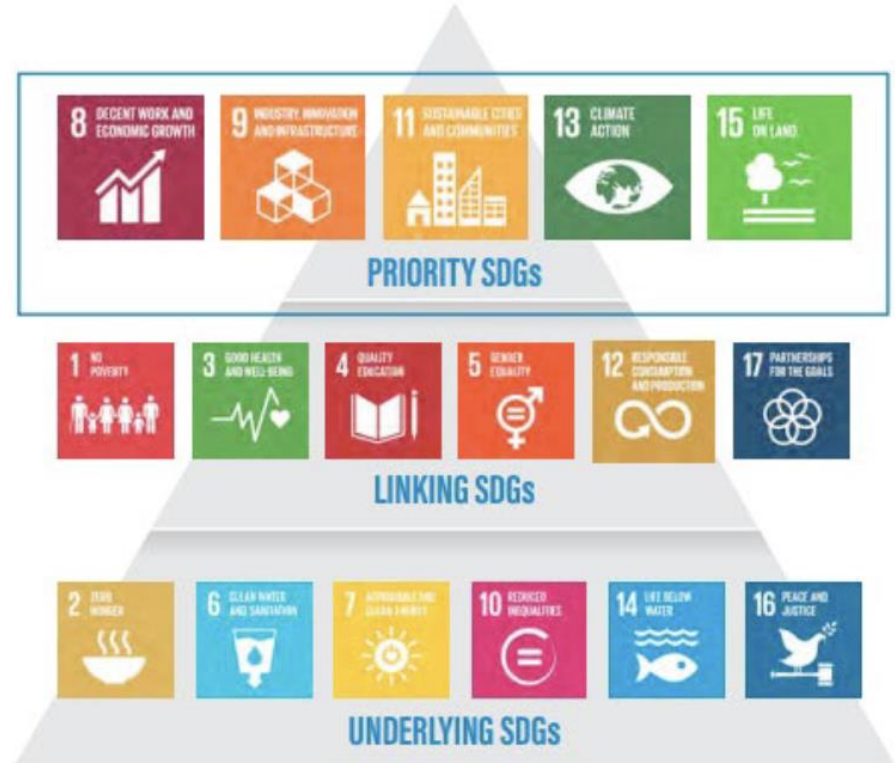 8 DECENT WORK AND
ECONOMIC GROWTH
9 INDUSTRY, INNOVATION
AND INFRASTRUCTURE
11 SUSTAINABLE CITIES
AND COMMUNITIES
13 CLIMATE
ACTION
15 LIFE
ON LAND
PRIORITY SDGs
1 NO
POVERTY
3 GOOD HEALTH
AND WELL-BEING
4 QUALITY
EDUCATION
5 GENDER
EQUALITY
12 RESPONSIBLE
CONSUMPTION
AND PRODUCTION
17 PARTNERSHIPS
FOR THE GOALS
LINKING SDGs
2 ZERO
HUNGER
6 CLEAN WATER
AND SANITATION
7 AFFORDABLE AND
CLEAN ENERGY
10 REDUCED
INEQUALITIES
14 LIFE BELOW
WATER
16 PEACE AND
JUSTICE
UNDERLYING SDGs